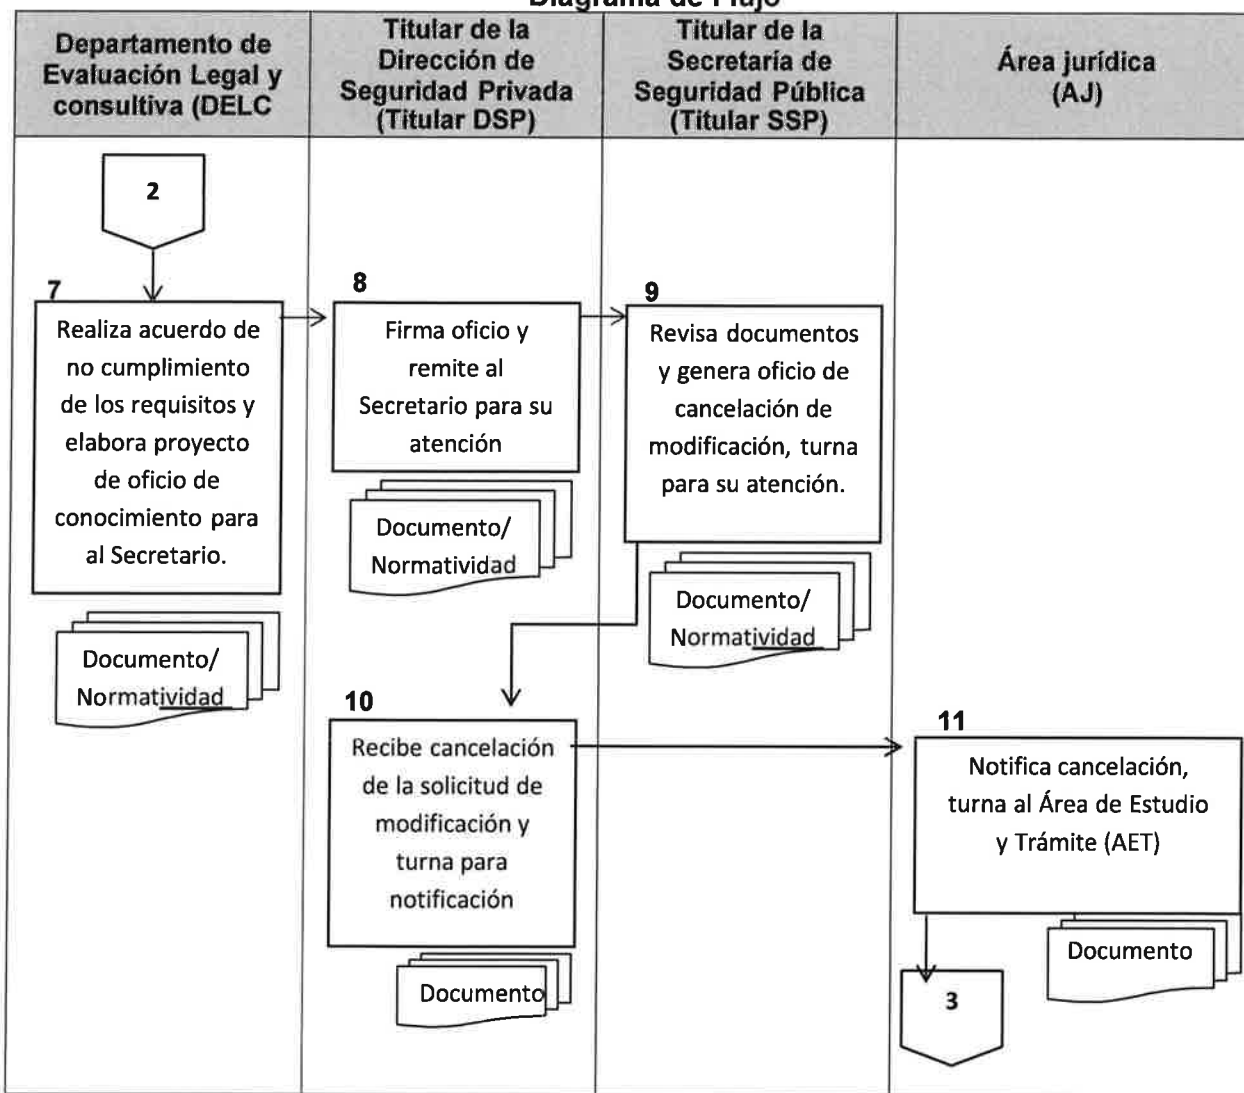 Diagrama de Flujo
Departamento de
Evaluación Legal y
consultiva (DELC
Titular de la
Dirección de
Seguridad Privada
(Titular DSP)
Titular de la
Secretaría de
Seguridad Pública
(Titular SSP)
Área jurídica
(AJ)
2
7
Realiza acuerdo de
no cumplimiento
de los requisitos y
elabora proyecto
de oficio de
conocimiento para
al Secretario.
Documento/
Normatividad
8
Firma oficio y
remite al
Secretario para su
atención
Documento/
Normatividad
9
Revisa documentos
y genera oficio de
cancelación de
modificación, turna
para su atención.
Documento/
Normatividad
10
Recibe cancelación
de la solicitud de
modificación y
turna para
notificación
Documento
11
Notifica cancelación,
turna al Área de Estudio
y Trámite (AET)
Documento
3